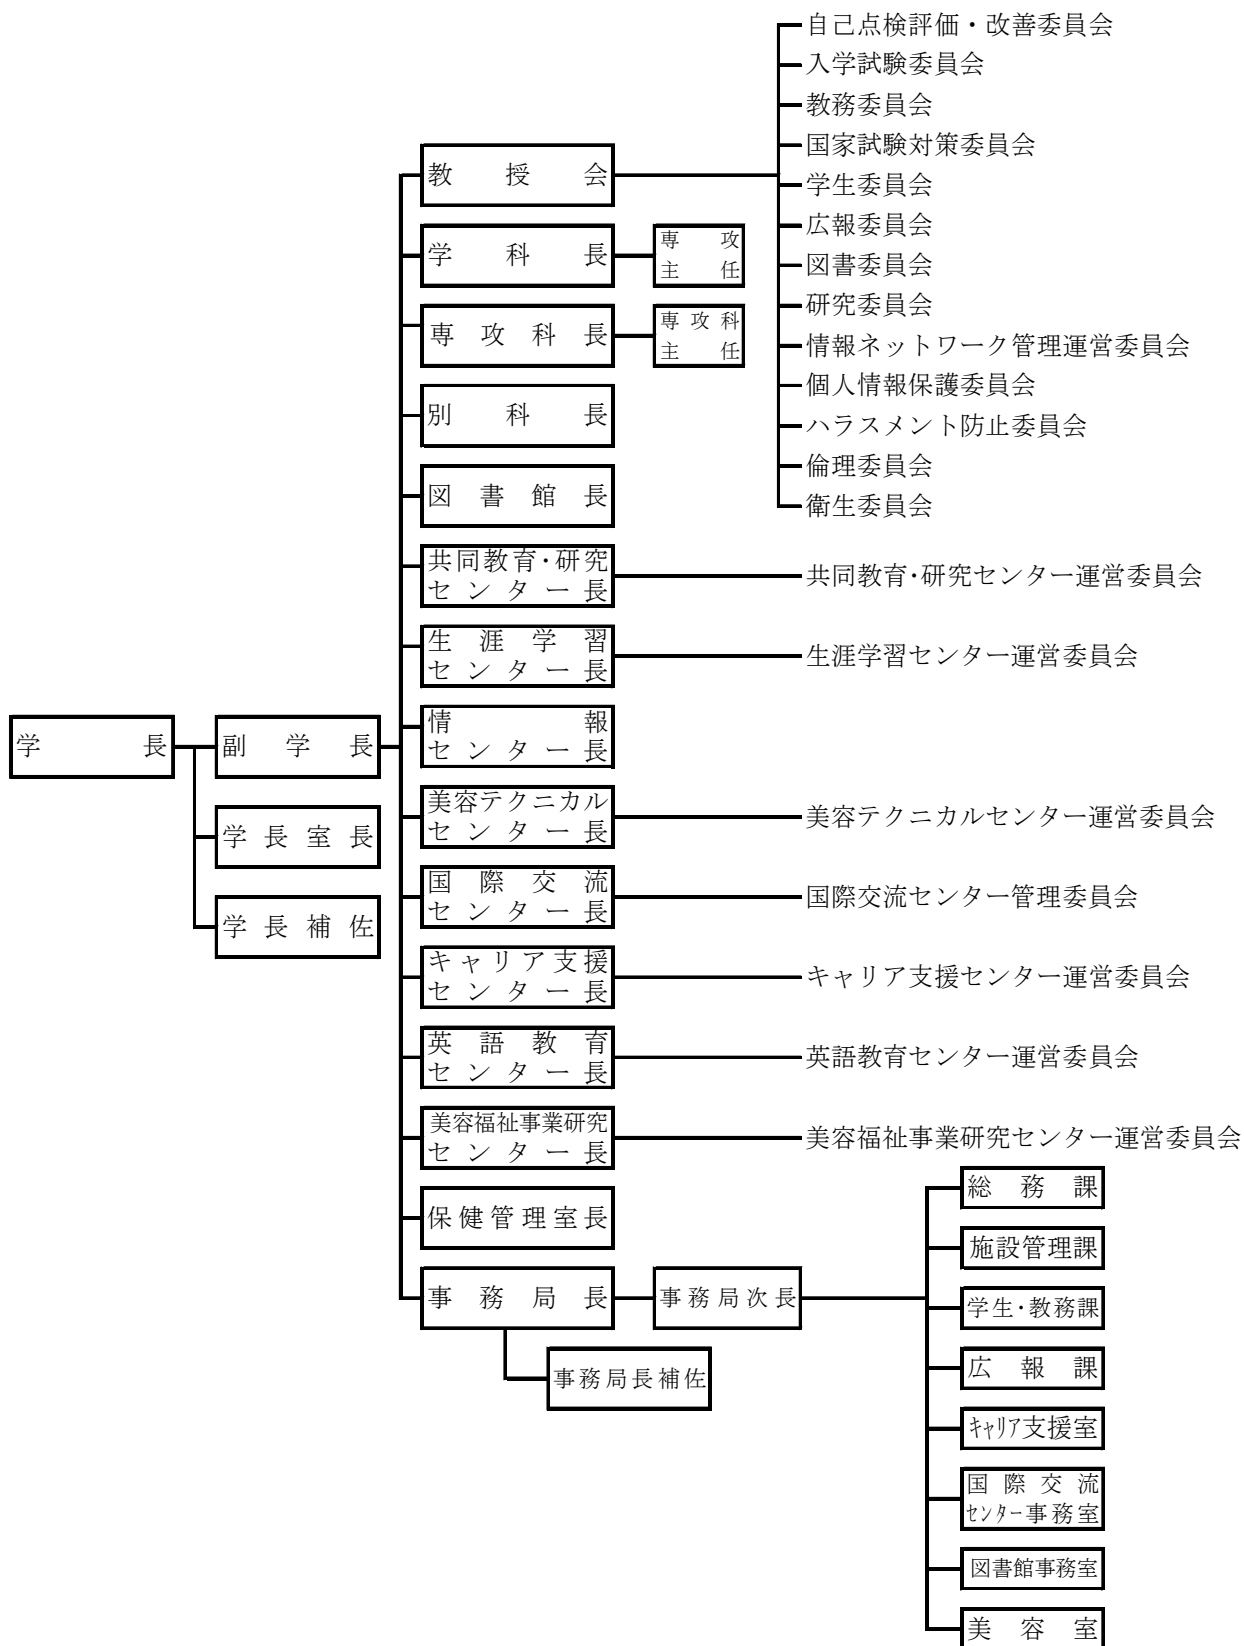 自己点検評価・改善委員会
入学試験委員会
教務委員会
国家試験対策委員会
教授会
学生委員会
広報委員会
学科長
専攻
主任
図書委員会
研究委員会
専攻科長
専攻科
主任
情報ネットワーク管理運営委員会
個人情報保護委員会
別科長
ハラスメント防止委員会
倫理委員会
図書館長
衛生委員会
共同教育・研究
センター長
共同教育・研究センター運営委員会
生涯学習
センター長
生涯学習センター運営委員会
学長
副学長
情報
センター長
学長室長
美容テクニカル
センター長
美容テクニカルセンター運営委員会
学長補佐
国際交流
センター長
国際交流センター管理委員会
キャリア支援
センター長
キャリア支援センター運営委員会
英語教育
センター長
英語教育センター運営委員会
美容福祉事業研究
センター長
美容福祉事業研究センター運営委員会
保健管理室長
事務局長
事務局次長
事務局長補佐
総務課
施設管理課
学生・教務課
広報課
キャリア支援室
国際交流
センター事務室
図書館事務室
美容室